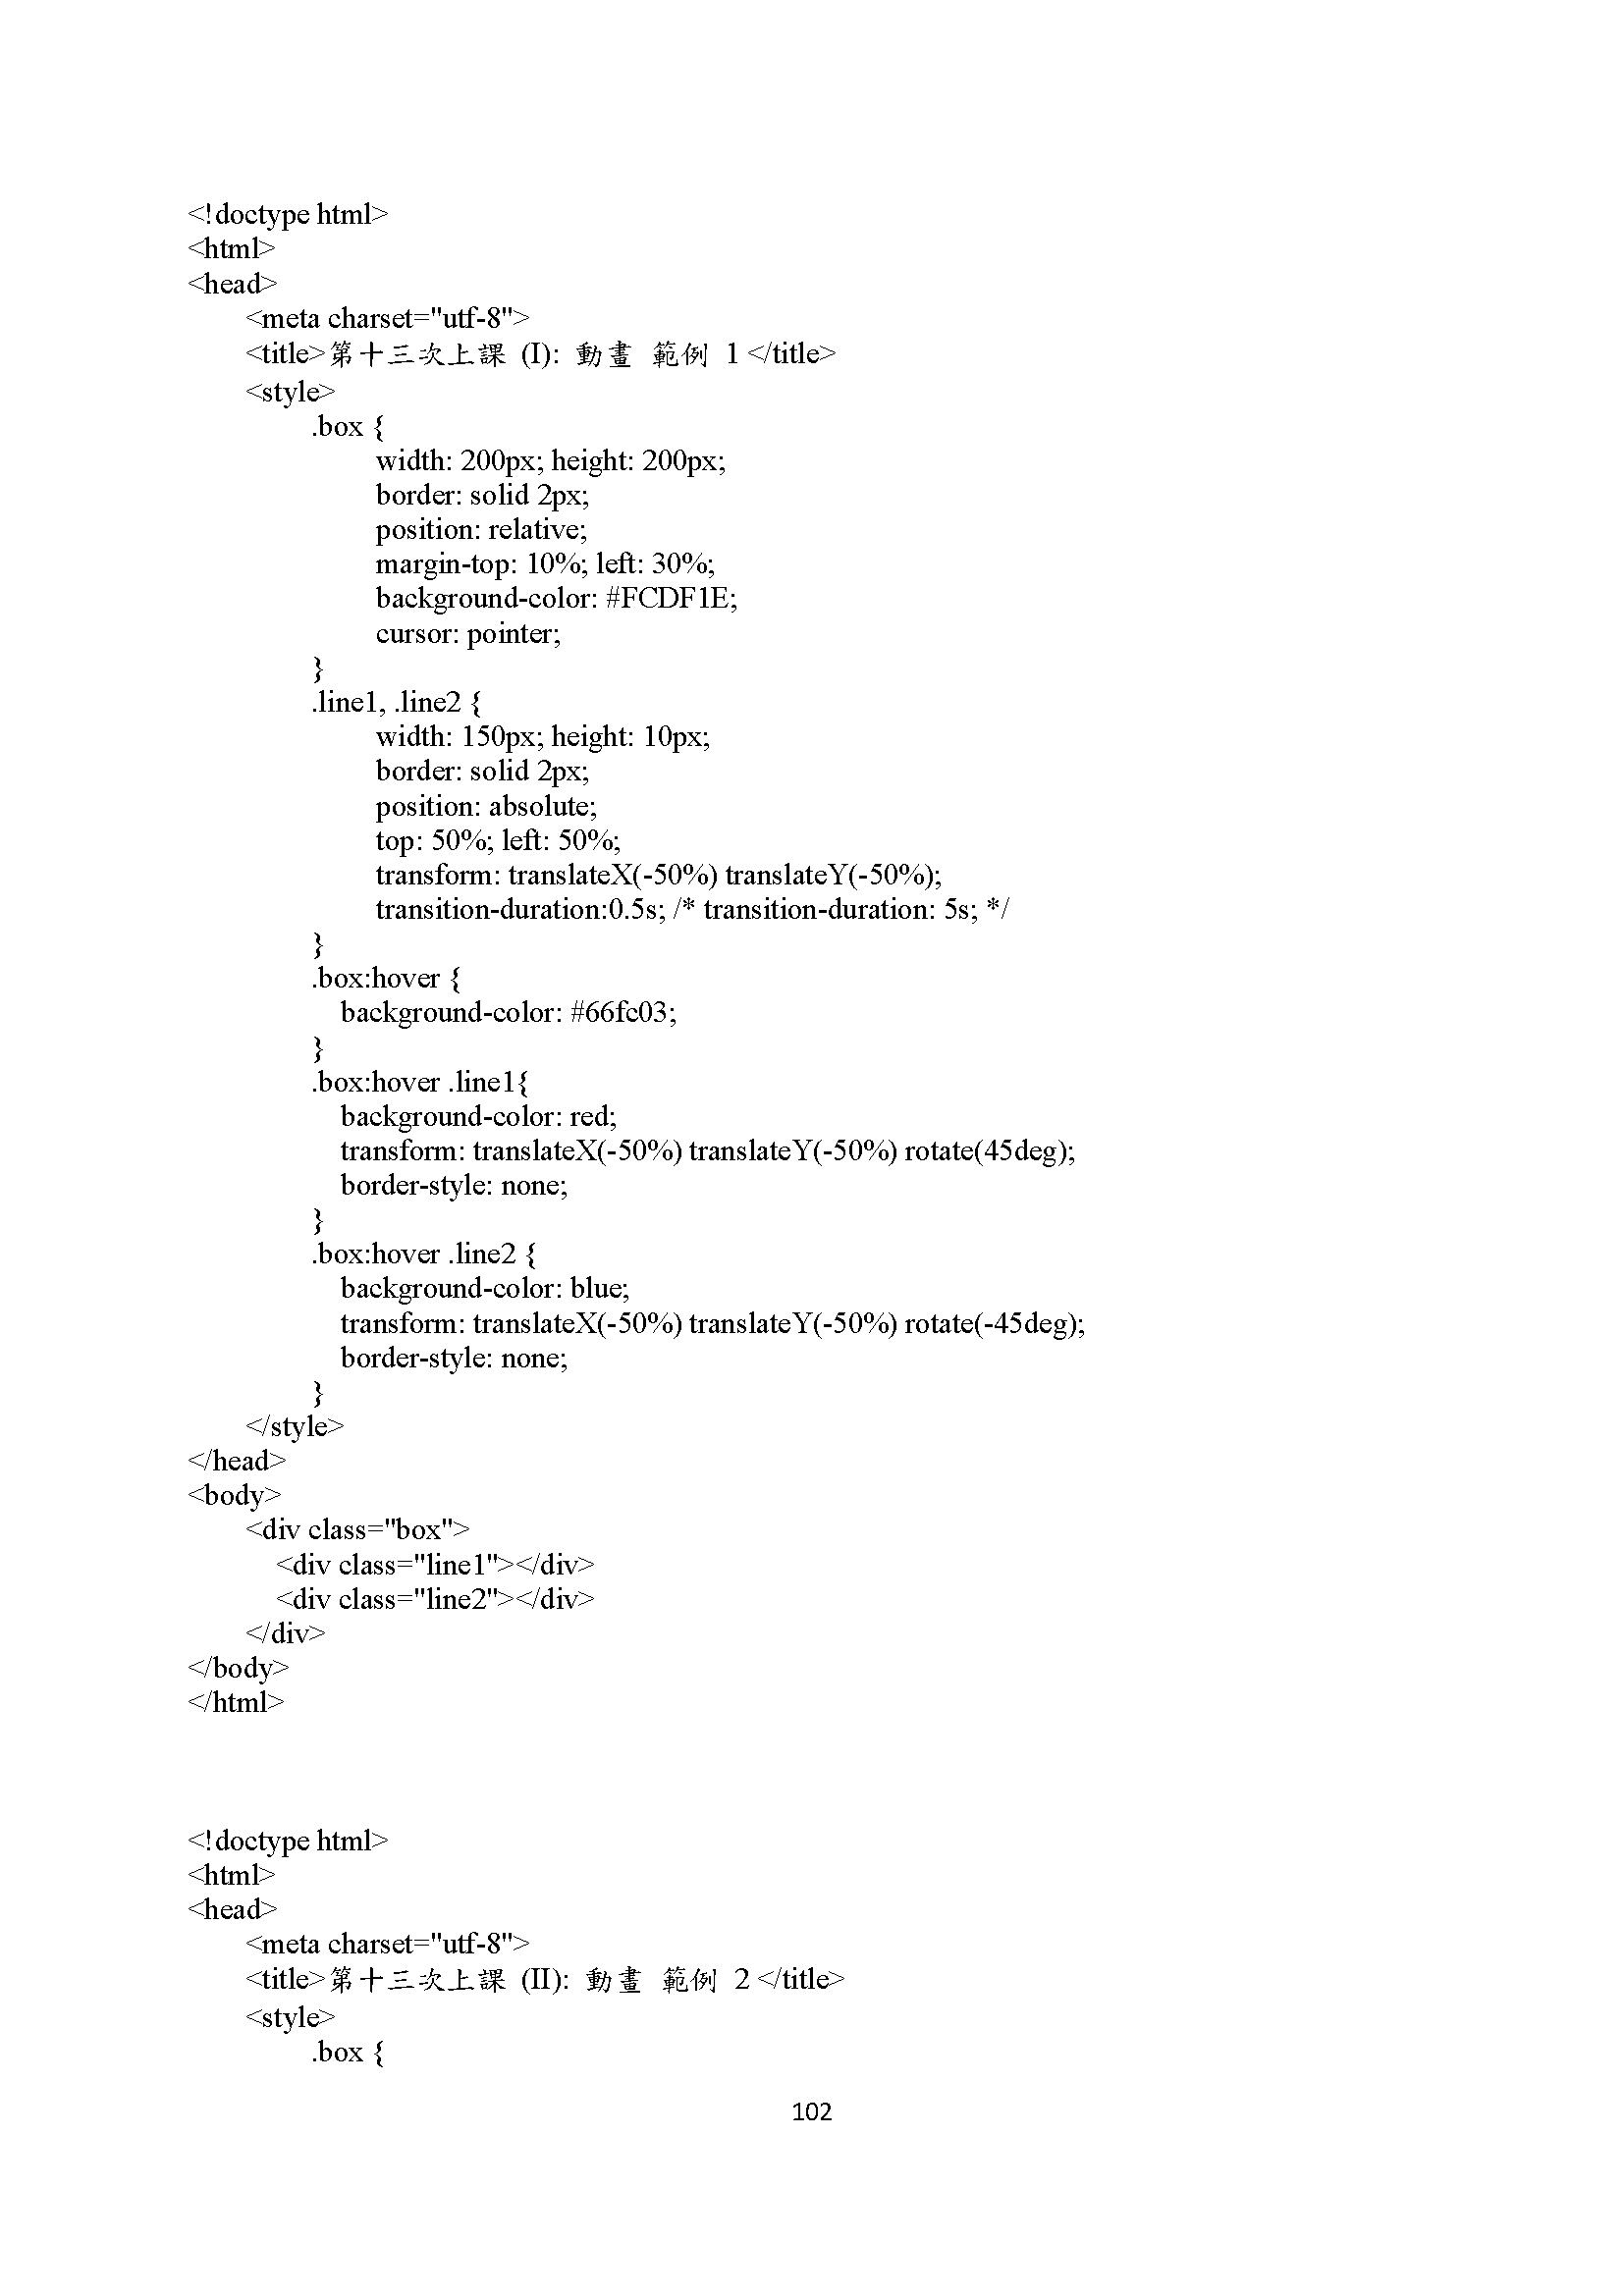 <!doctype html>
<html>
<head>
<meta charset="utf-8">
<title>第十三次上課 (I): 動畫 範例 1 </title>
<style>
.box {
width: 200px; height: 200px;
border: solid 2px;
position: relative;
margin-top: 10%; left: 30%;
background-color: #FCDF1E;
cursor: pointer;
}
.line1, .line2 {
width: 150px; height: 10px;
border: solid 2px;
position: absolute;
top: 50%; left: 50%;
transform: translateX(-50%) translateY(-50%);
transition-duration:0.5s; /* transition-duration: 5s; */
}
.box:hover {
background-color: #66fc03;
}
.box:hover .line1{
background-color: red;
transform: translateX(-50%) translateY(-50%) rotate(45deg);
border-style: none;
}
.box:hover .line2 {
background-color: blue;
transform: translateX(-50%) translateY(-50%) rotate(-45deg);
border-style: none;
}
</style>
</head>
<body>
<div class="box">
<div class="line1"></div>
<div class="line2"></div>
</div>
</body>
</html>
<!doctype html>
<html>
<head>
<meta charset="utf-8">
<title>第十三次上課 (II): 動畫 範例 2 </title>
<style>
.box {
102